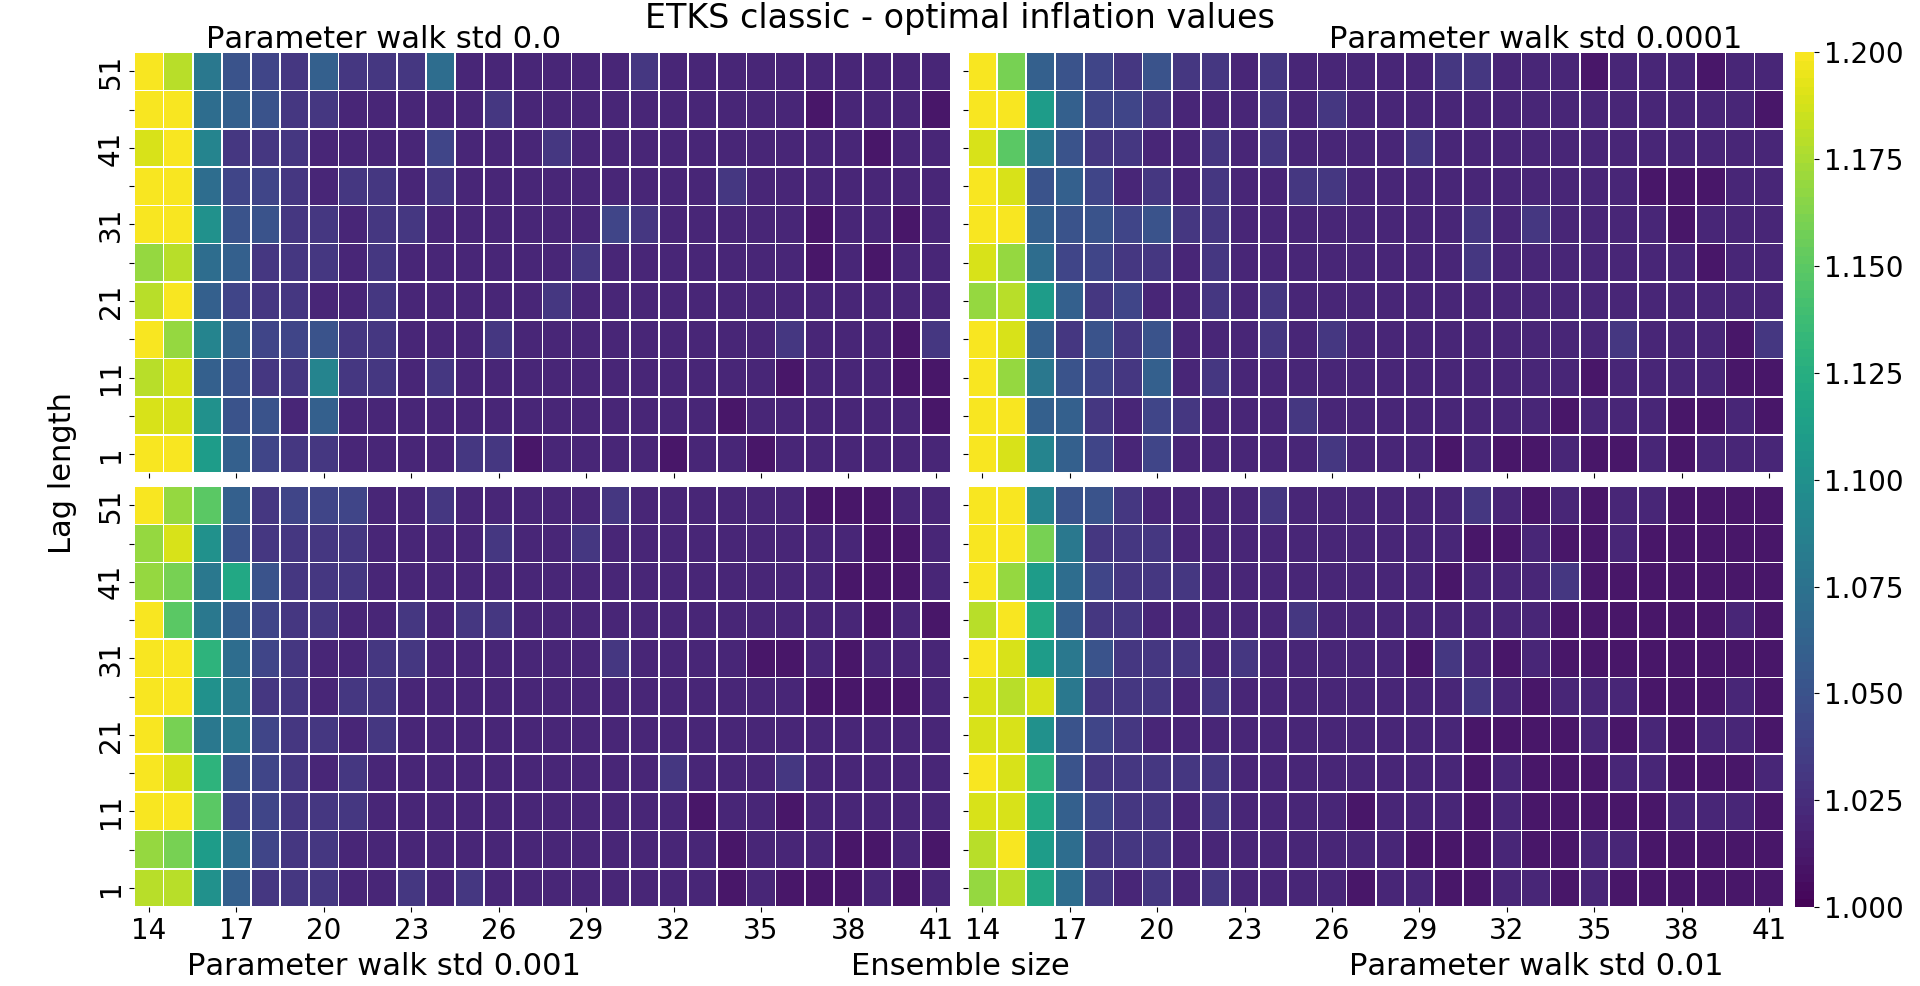 ETKS classic - optimal inflation values
Parameter walk std 0.0
Parameter walk std 0.0001
51
41
31
21
11
1
51
41
31
21
11
1
Lag length
1.200
1.175
1.150
1.125
1.100
1.075
1.050
1.025
1.000
14 17 20 23 26 29 32 35 38 41
14 17 20 23 26 29 32 35 38 41
Parameter walk std 0.001
Ensemble size
Parameter walk std 0.01